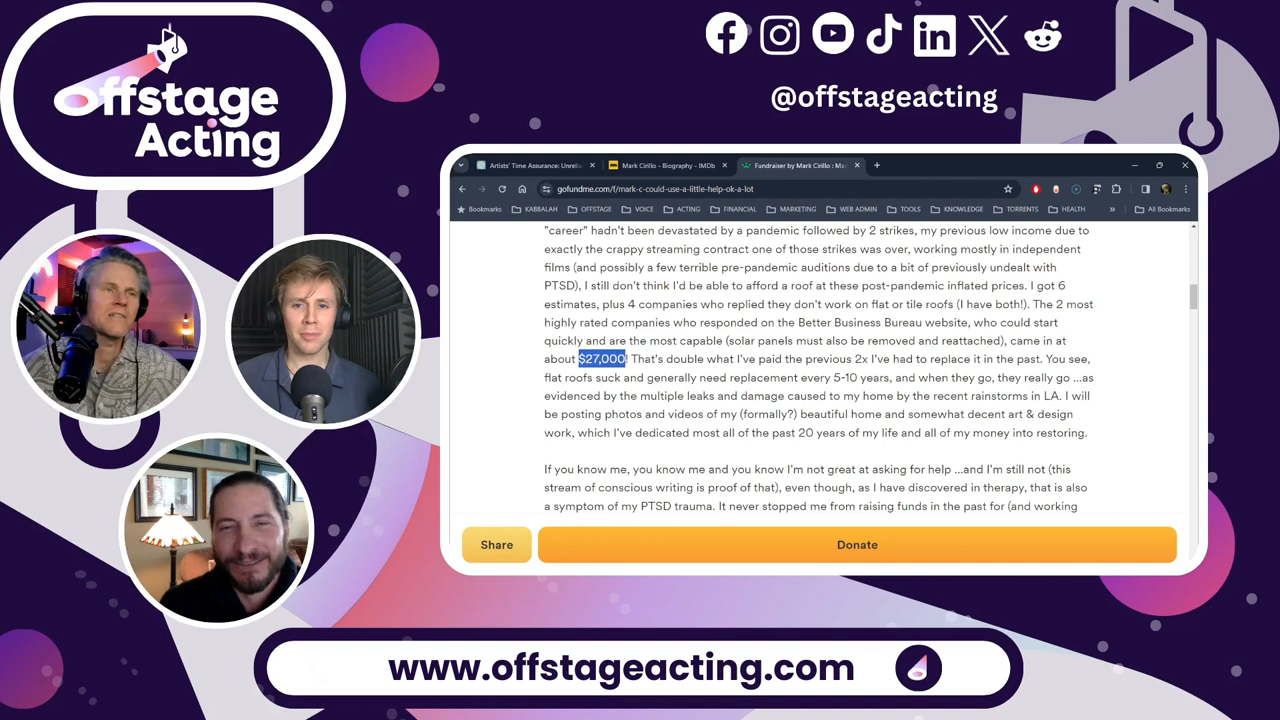 offstage
Acting
@offstageacting
Artists' Time Assurance: Unreli
Mark Cirillo - Biography - IMDb
Fundraiser by Mark Cirillo : Mar
gofundme.com/f/mark-c-could-use-a-little-help-ok-a-lot
Bookmarks KABBALAH OFFSTAGE VOICE ACTING FINANCIAL MARKETING WEB ADMIN TOOLS KNOWLEDGE TORRENTS HEALTH » All Bookmarks
"career" hadn't been devastated by a pandemic followed by 2 strikes, my previous low income due to
exactly the crappy streaming contract one of those strikes was over, working mostly in independent
films (and possibly a few terrible pre-pandemic auditions due to a bit of previously undealt with
PTSD), I still don't think I'd be able to afford a roof at these post-pandemic inflated prices. I got 6
estimates, plus 4 companies who replied they don't work on flat or tile roofs (I have both!). The 2 most
highly rated companies who responded on the Better Business Bureau website, who could start
quickly and are the most capable (solar panels must also be removed and reattached), came in at
about $27,000! That's double what I've paid the previous 2x I've had to replace it in the past. You see,
flat roofs suck and generally need replacement every 5-10 years, and when they go, they really go ...as
evidenced by the multiple leaks and damage caused to my home by the recent rainstorms in LA. I will
be posting photos and videos of my (formally?) beautiful home and somewhat decent art & design
work, which I've dedicated most all of the past 20 years of my life and all of my money into restoring.
If you know me, you know me and you know I'm not great at asking for help ...and I'm still not (this
stream of conscious writing is proof of that), even though, as I have discovered in therapy, that is also
a symptom of my PTSD trauma. It never stopped me from raising funds in the past for (and working
Share
Donate
www.offstageacting.com